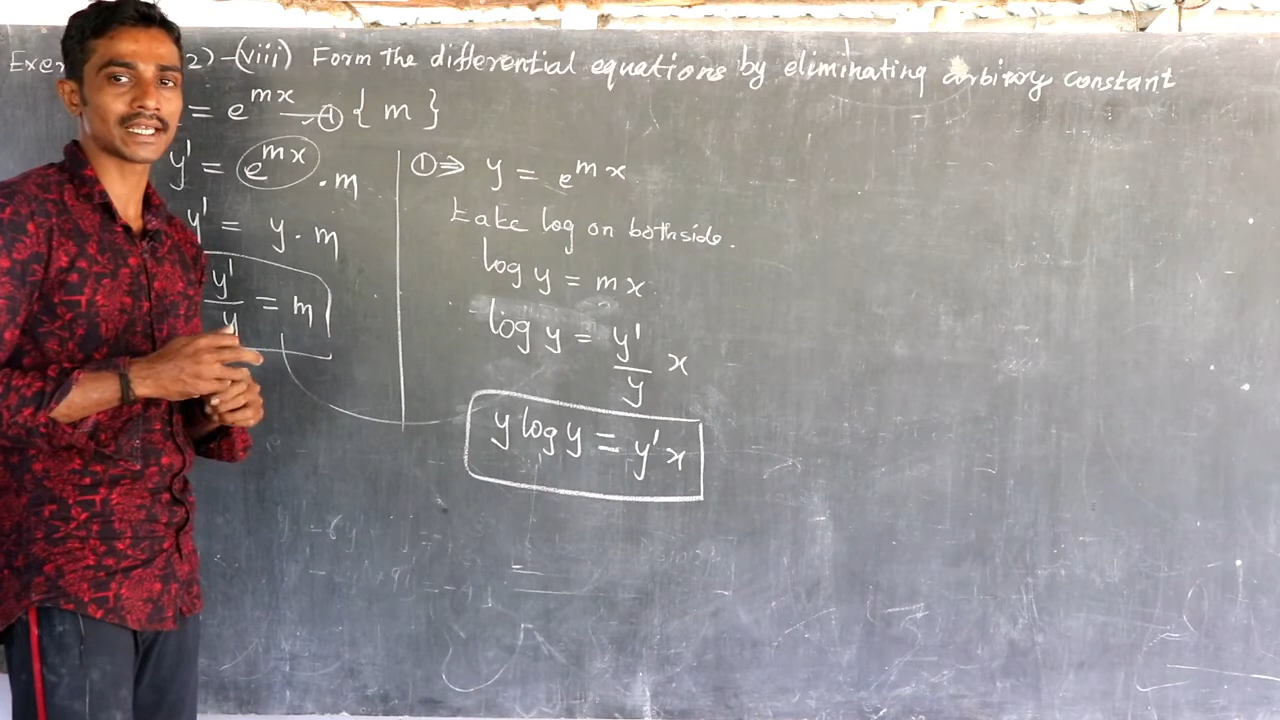 Exer 2)-(viii) Form the differential equations by eliminating arbitrary constant
= e^{mx} —① { m }
y' = e^{mx} . m
y' = y . m
y'/y = m
①⇒ y = e^{mx}
take log on bothside.
log y = mx
log y = y'/y x
y log y = y'x